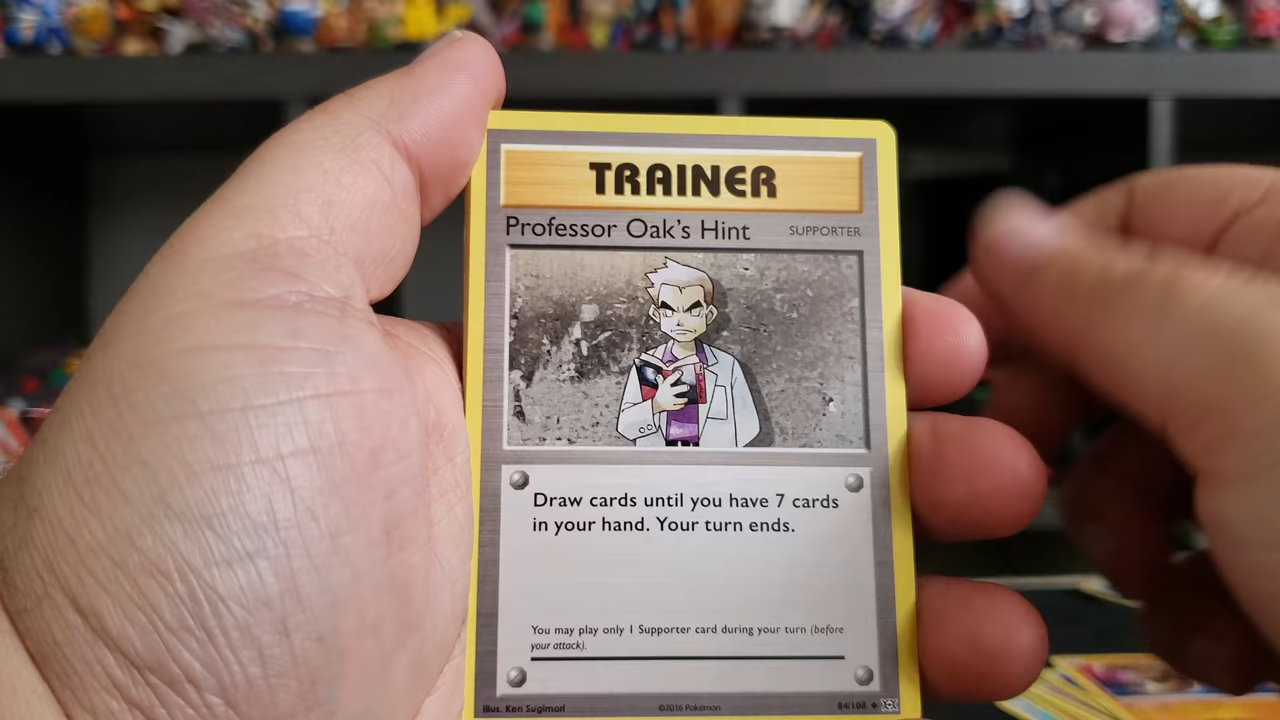 TRAINER
Professor Oak's Hint SUPPORTER
Draw cards until you have 7 cards
in your hand. Your turn ends.
You may play only 1 Supporter card during your turn (before
your attack).
Illus. Ken Sugimori ©2016 Pokémon 84/108